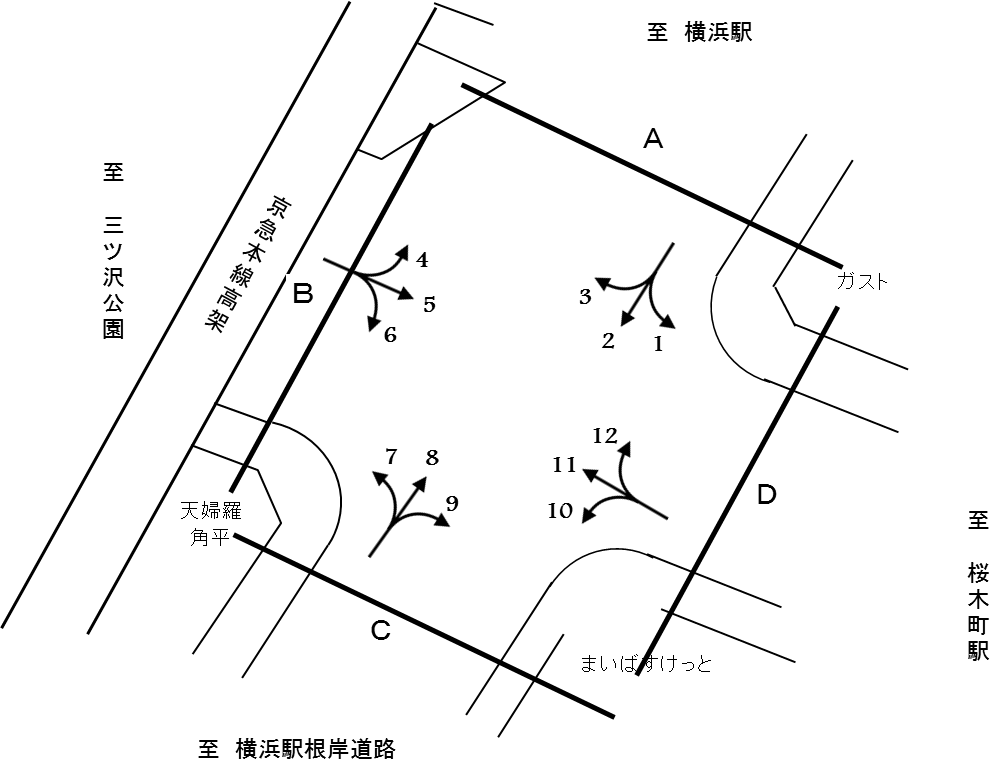 至　横浜駅
A
至　三ツ沢公園
京急本線高架
B
4
5
6
3
2
1
ガスト
7
8
9
12
11
10
D
天婦羅
角平
C
まいばすけっと
至　桜木町駅
至　横浜駅根岸道路